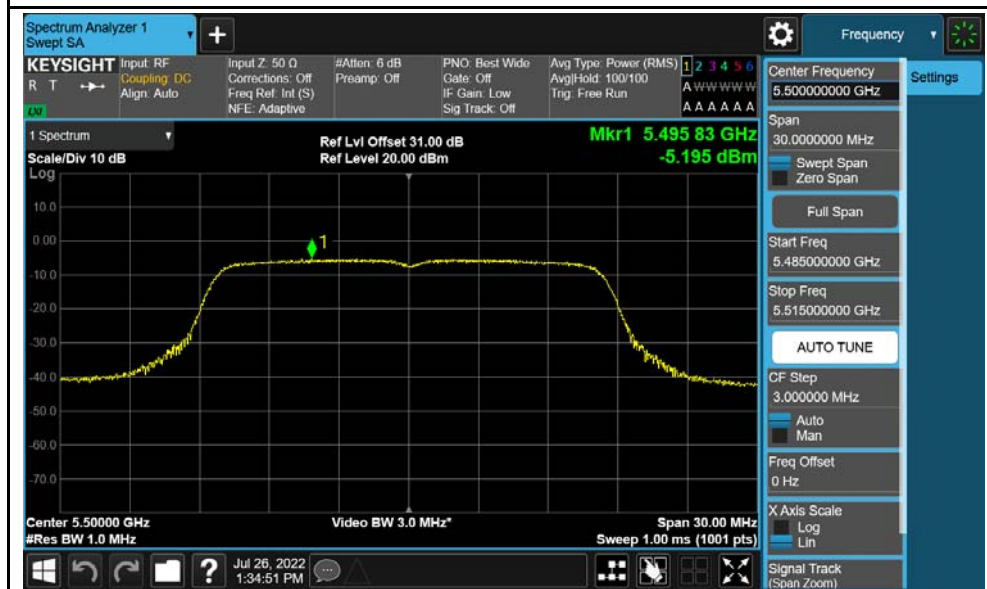 Spectrum Analyzer 1
Swept SA
+
Frequency
KEYSIGHT
R T
LXI
Input: RF
Coupling: DC
Align: Auto
Input Z: 50 Ω
Corrections: Off
Freq Ref: Int (S)
NFE: Adaptive
#Atten: 6 dB
Preamp: Off
PNO: Best Wide
Gate: Off
IF Gain: Low
Sig Track: Off
Avg Type: Power (RMS)
Avg|Hold: 100/100
Trig: Free Run
1 2 3 4 5 6
A W W W W W
A A A A A A
1 Spectrum
Scale/Div 10 dB
Log
Ref Lvl Offset 31.00 dB
Ref Level 20.00 dBm
Mkr1 5.495 83 GHz
-5.195 dBm
1
10.0
0.00
-10.0
-20.0
-30.0
-40.0
-50.0
-60.0
-70.0
Center 5.50000 GHz
#Res BW 1.0 MHz
Video BW 3.0 MHz*
Span 30.00 MHz
Sweep 1.00 ms (1001 pts)
?
Jul 26, 2022
1:34:51 PM
Center Frequency
5.500000000 GHz
Settings
Span
30.0000000 MHz
Swept Span
Zero Span
Full Span
Start Freq
5.485000000 GHz
Stop Freq
5.515000000 GHz
AUTO TUNE
CF Step
3.000000 MHz
Auto
Man
Freq Offset
0 Hz
X Axis Scale
Log
Lin
Signal Track
(Span Zoom)